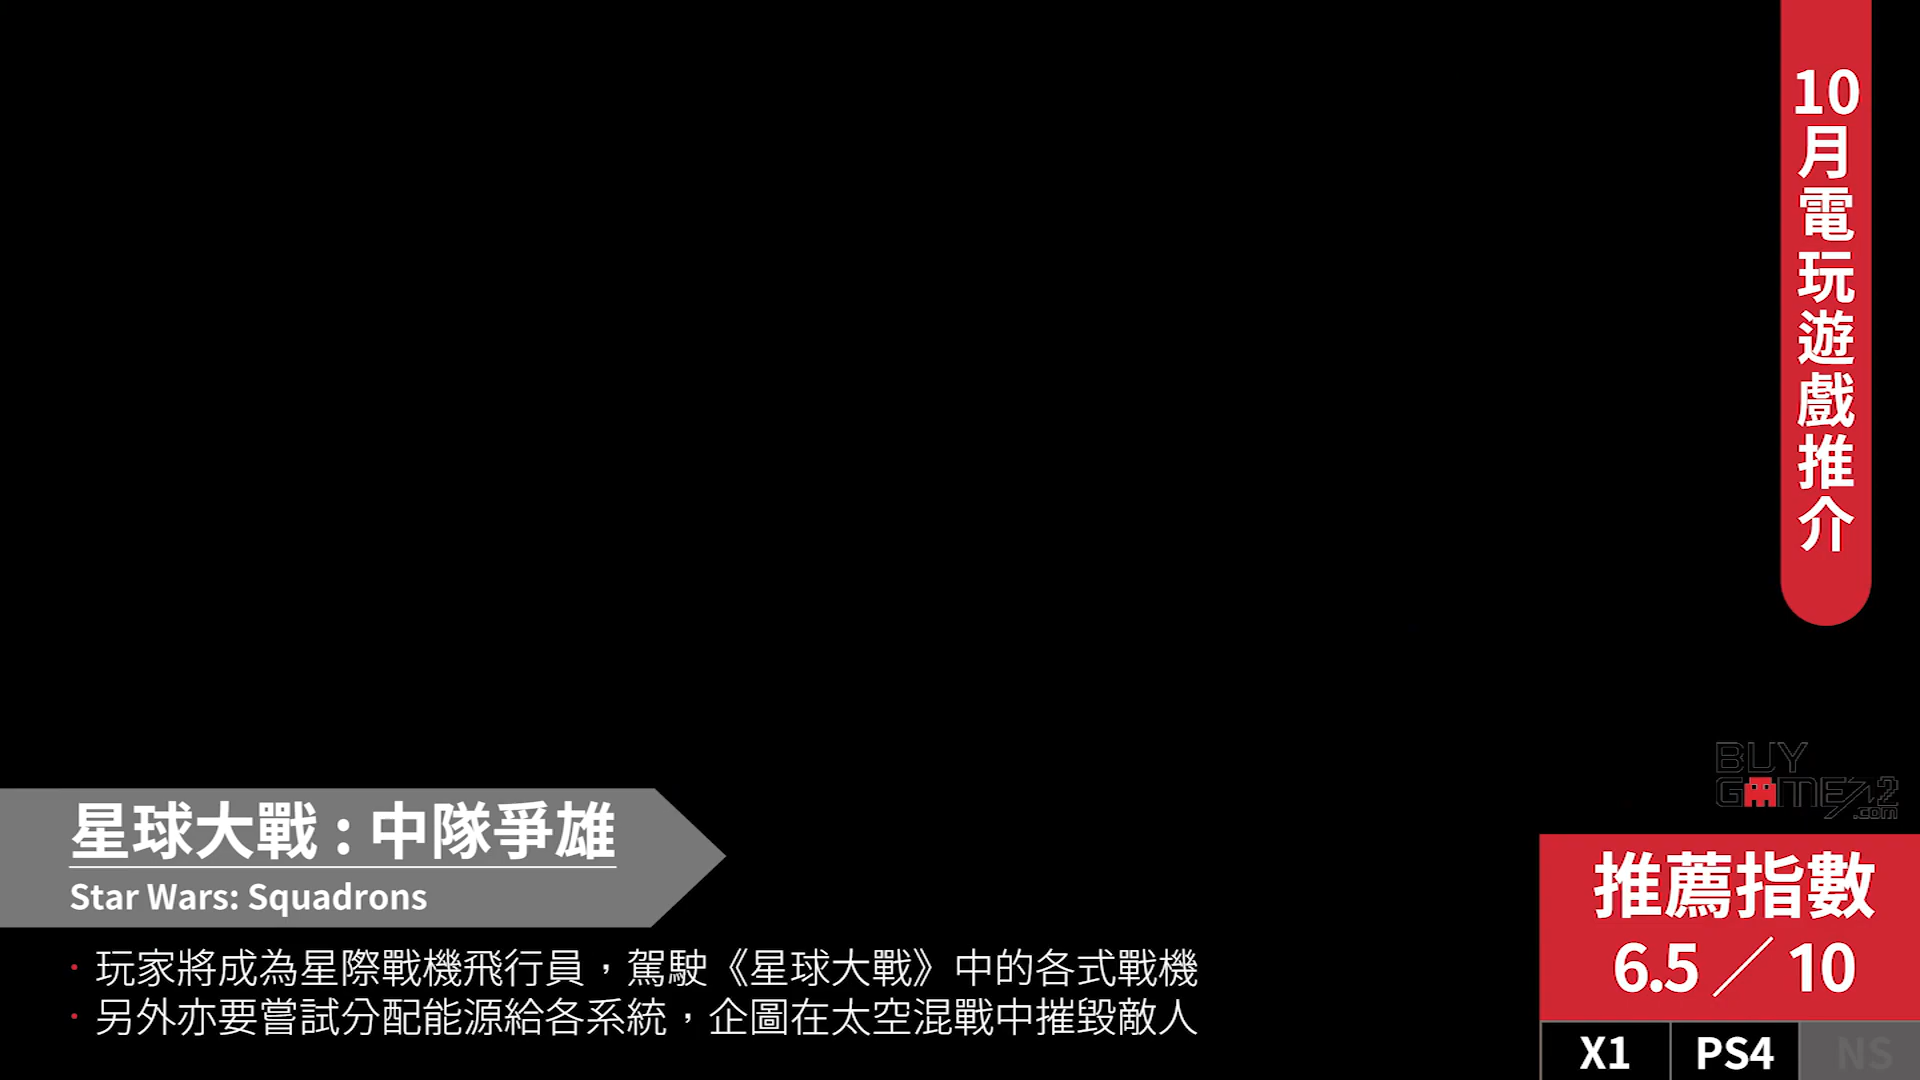 10月電玩遊戲推介
BUY
GAME
2
.com
星球大戰 : 中隊爭雄
Star Wars: Squadrons
· 玩家將成為星際戰機飛行員，駕駛《星球大戰》中的各式戰機
· 另外亦要嘗試分配能源給各系統，企圖在太空混戰中摧毀敵人
推薦指數
6.5／10
X1 PS4 NS